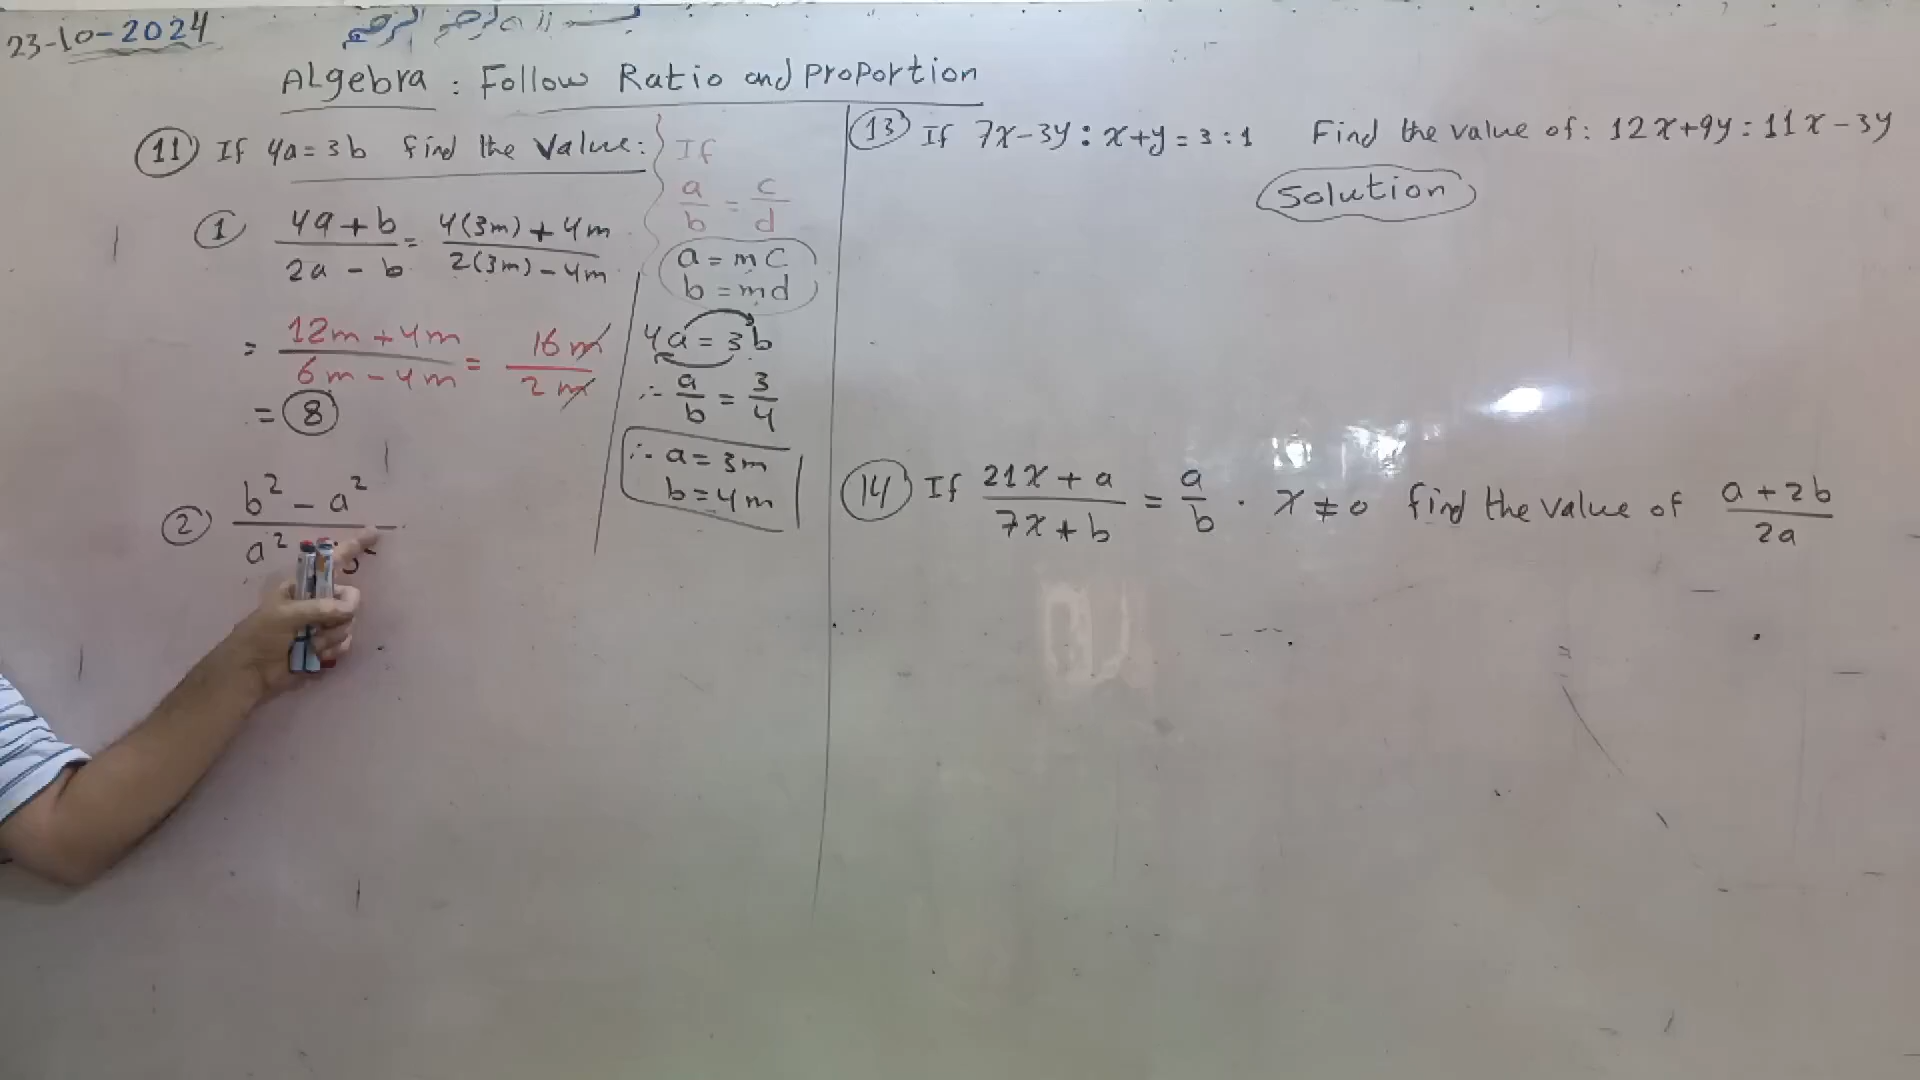 23-10-2024
بسم الله الرحمن الرحيم
ALgebra : Follow Ratio and ProPortion
(11) If 4a = 3b find the Value:
(1) (4a + b)/(2a - b) = (4(3m) + 4m)/(2(3m) - 4m)
= (12m + 4m)/(6m - 4m) = 16m/2m
= (8)
(2) (b² - a²)/(a²
If
a/b = c/d
a = mc
b = md
4a = 3b
∴ a/b = 3/4
∴ a = 3m
b = 4m
(13) If 7x-3y : x+y = 3 : 1 Find the value of : 12x+9y : 11x-3y
Solution
(14) If (21x + a)/(7x + b) = a/b . x ≠ 0 find the value of (a + 2b)/2a